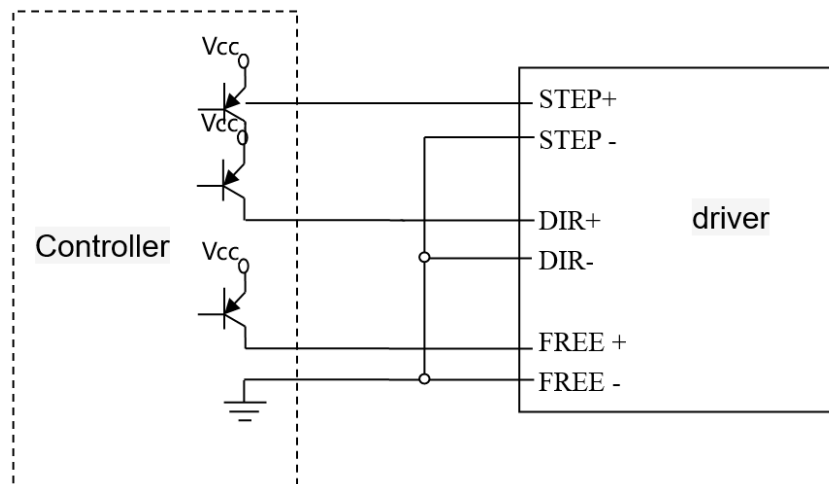 Vcc
STEP+
Vcc
STEP -
DIR+
driver
Controller
Vcc
DIR-
FREE +
FREE -